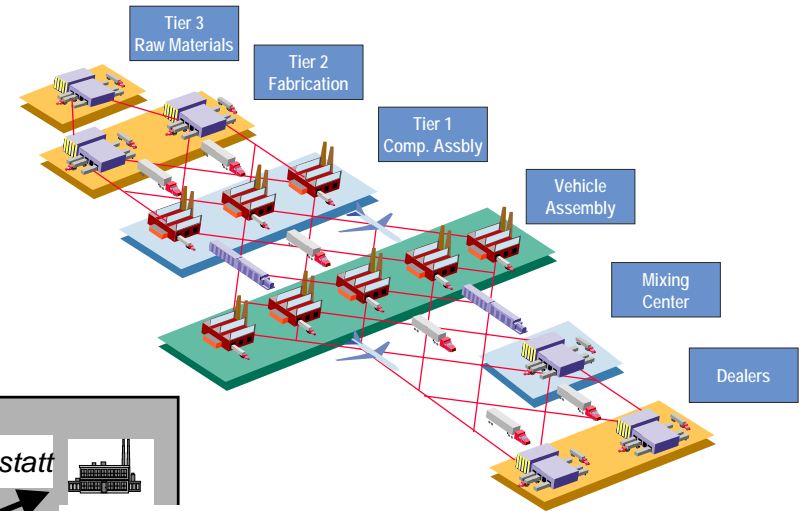 Tier 3
Raw Materials
Tier 2
Fabrication
Tier 1
Comp. Assbly
Vehicle
Assembly
Mixing
Center
Dealers
statt